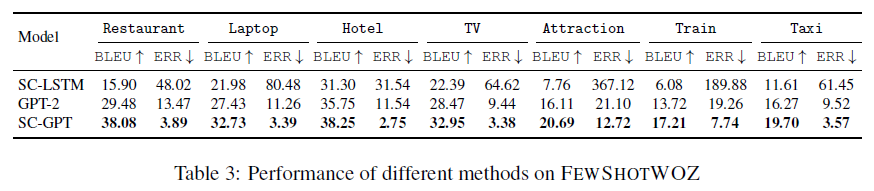 Model Restaurant Laptop Hotel TV Attraction Train Taxi
BLEU ↑ ERR ↓ BLEU ↑ ERR ↓ BLEU ↑ ERR ↓ BLEU ↑ ERR ↓ BLEU ↑ ERR ↓ BLEU ↑ ERR ↓ BLEU ↑ ERR ↓
SC-LSTM 15.90 48.02 21.98 80.48 31.30 31.54 22.39 64.62 7.76 367.12 6.08 189.88 11.61 61.45
GPT-2 29.48 13.47 27.43 11.26 35.75 11.54 28.47 9.44 16.11 21.10 13.72 19.26 16.27 9.52
SC-GPT 38.08 3.89 32.73 3.39 38.25 2.75 32.95 3.38 20.69 12.72 17.21 7.74 19.70 3.57
Table 3: Performance of different methods on FEWSHOTWOZ